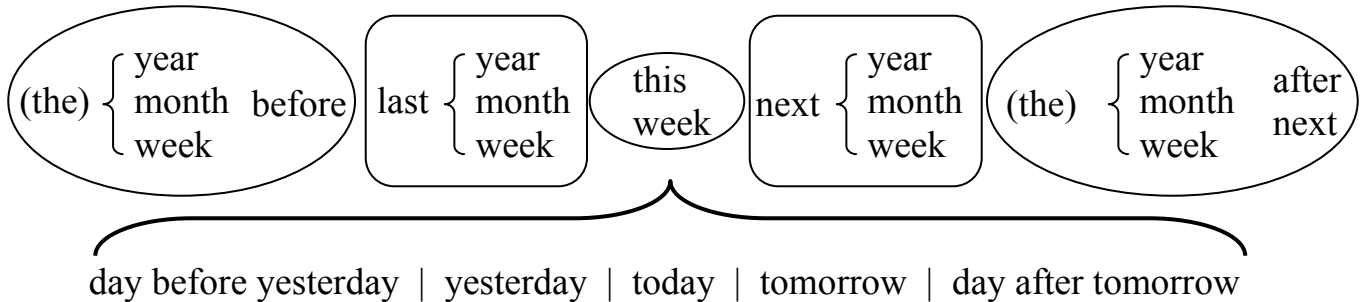 (the) year month week before
last year month week
this week
next year month week
(the) year month week after next
day before yesterday | yesterday | today | tomorrow | day after tomorrow